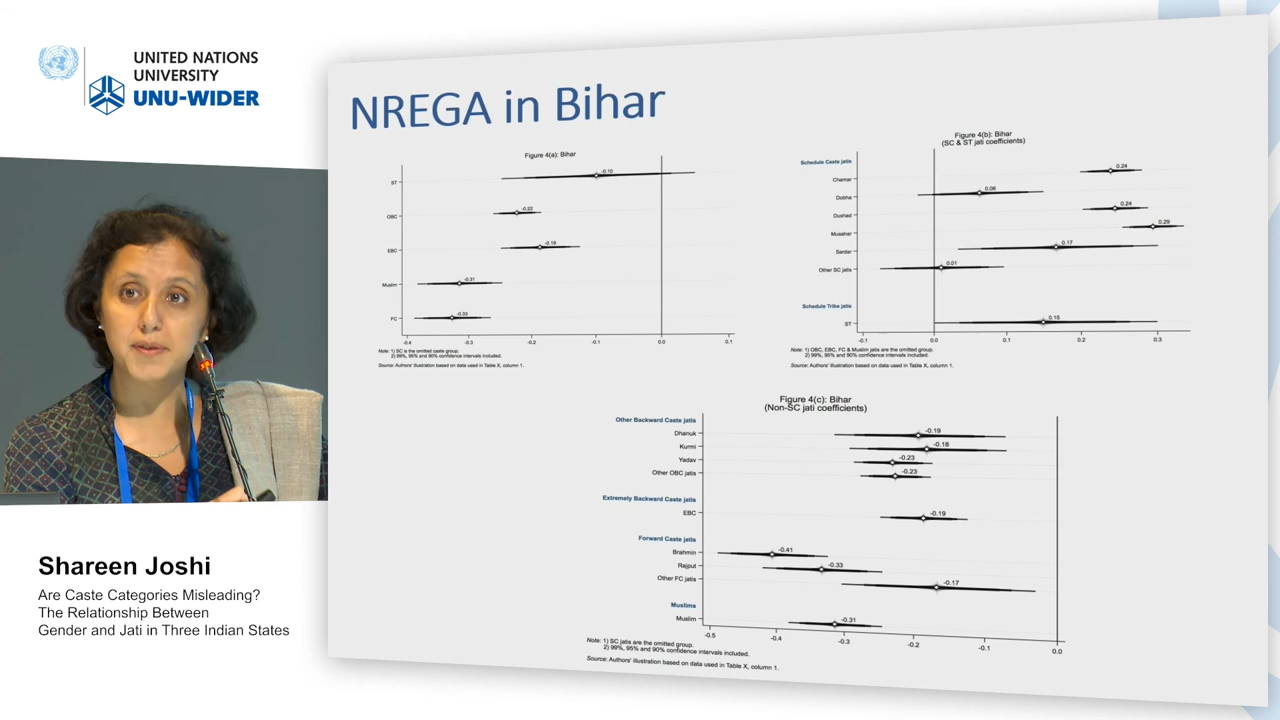 UNITED NATIONS
UNIVERSITY
UNU-WIDER
NREGA in Bihar
Figure 4(a): Bihar
ST
-0.10
OBC
-0.22
EBC
-0.19
Muslim
-0.31
FC
-0.33
-0.4 -0.3 -0.2 -0.1 0.0 0.1
Note: 1) SC is the omitted caste group.
2) 99%, 95% and 90% confidence intervals included.
Source: Authors' illustration based on data used in Table X, column 1.
Figure 4(b): Bihar
(SC & ST jati coefficients)
Schedule Caste jatis
Chamar
0.24
Dobha
0.06
Dushad
0.24
Musahar
0.29
Sardar
0.17
Other SC jatis
0.01
Schedule Tribe jatis
ST
0.15
-0.1 0.0 0.1 0.2 0.3
Note: 1) OBC, EBC, FC & Muslim jatis are the omitted group.
2) 99%, 95% and 90% confidence intervals included.
Source: Authors' illustration based on data used in Table X, column 1.
Figure 4(c): Bihar
(Non-SC jati coefficients)
Other Backward Caste jatis
Dhanuk
-0.19
Kurmi
-0.18
Yadav
-0.23
Other OBC jatis
-0.23
Extremely Backward Caste jatis
EBC
-0.19
Forward Caste jatis
Brahmin
-0.41
Rajput
-0.33
Other FC jatis
-0.17
Muslims
Muslim
-0.31
-0.5 -0.4 -0.3 -0.2 -0.1 0.0
Note: 1) SC jatis are the omitted group.
2) 99%, 95% and 90% confidence intervals included.
Source: Authors' illustration based on data used in Table X, column 1.
Shareen Joshi
Are Caste Categories Misleading?
The Relationship Between
Gender and Jati in Three Indian States